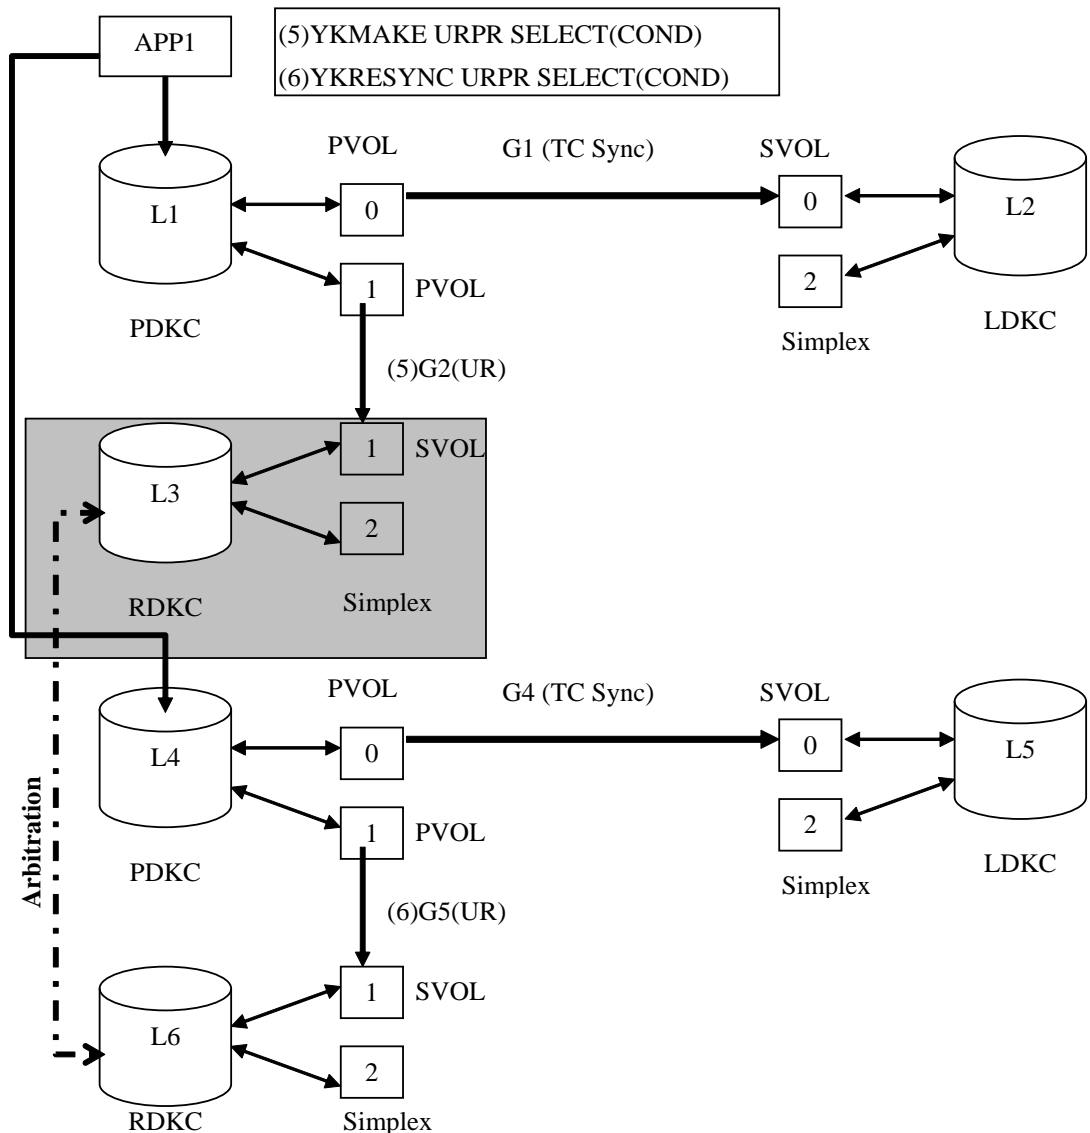 APP1
(5)YKMAKE URPR SELECT(COND)
(6)YKRESYNC URPR SELECT(COND)
PVOL
G1 (TC Sync)
SVOL
L1
0
0
L2
1
PVOL
2
PDKC
LDKC
Simplex
(5)G2(UR)
L3
1
SVOL
2
RDKC
Simplex
PVOL
G4 (TC Sync)
SVOL
L4
0
0
L5
1
PVOL
2
PDKC
LDKC
Simplex
Arbitration
(6)G5(UR)
L6
1
SVOL
2
RDKC
Simplex